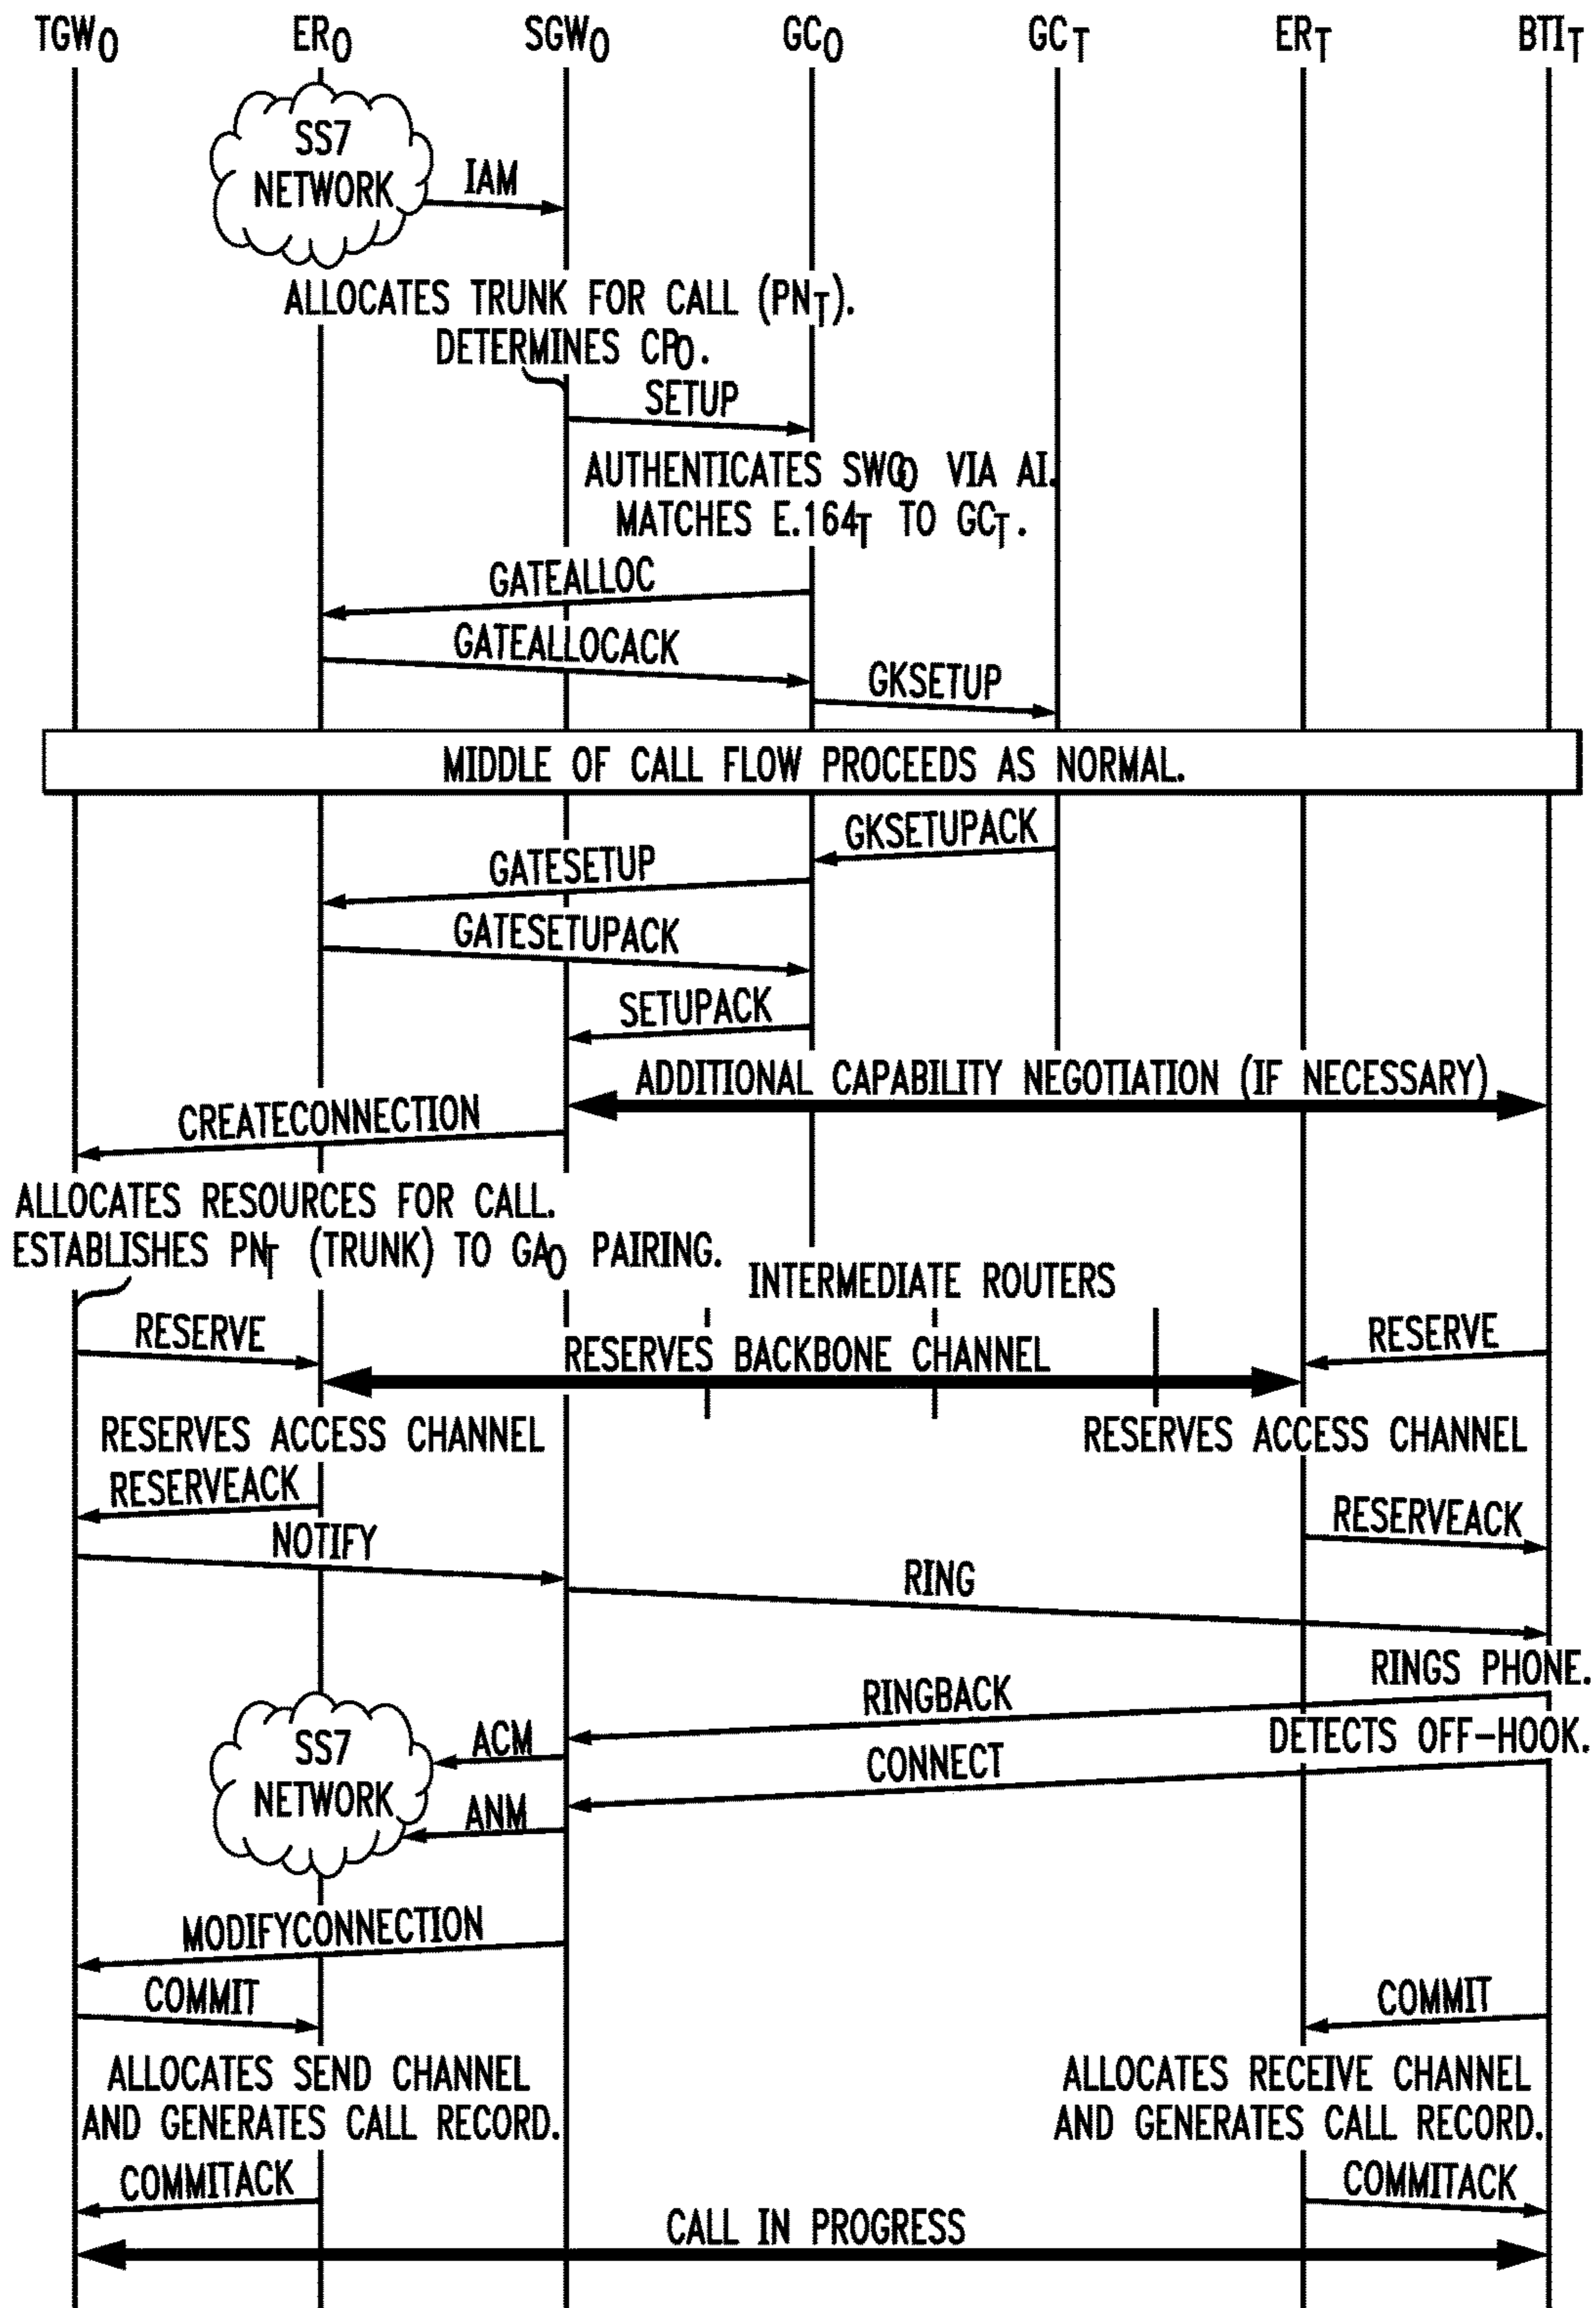 TGWO ERO SGWO GCO GCT ERT BTIT
SS7
NETWORK
IAM
ALLOCATES TRUNK FOR CALL (PNT).
DETERMINES CPO.
SETUP
AUTHENTICATES SWGO VIA AI.
MATCHES E.164T TO GCT.
GATEALLOC
GATEALLOCACK
GKSETUP
MIDDLE OF CALL FLOW PROCEEDS AS NORMAL.
GKSETUPACK
GATESETUP
GATESETUPACK
SETUPACK
ADDITIONAL CAPABILITY NEGOTIATION (IF NECESSARY)
CREATECONNECTION
ALLOCATES RESOURCES FOR CALL.
ESTABLISHES PNT (TRUNK) TO GAO PAIRING.
INTERMEDIATE ROUTERS
RESERVE
RESERVES BACKBONE CHANNEL
RESERVE
RESERVES ACCESS CHANNEL
RESERVES ACCESS CHANNEL
RESERVEACK
RESERVEACK
NOTIFY
RING
RINGS PHONE.
RINGBACK
DETECTS OFF-HOOK.
SS7
NETWORK
ACM
CONNECT
ANM
MODIFYCONNECTION
COMMIT
COMMIT
ALLOCATES SEND CHANNEL
AND GENERATES CALL RECORD.
ALLOCATES RECEIVE CHANNEL
AND GENERATES CALL RECORD.
COMMITACK
COMMITACK
CALL IN PROGRESS